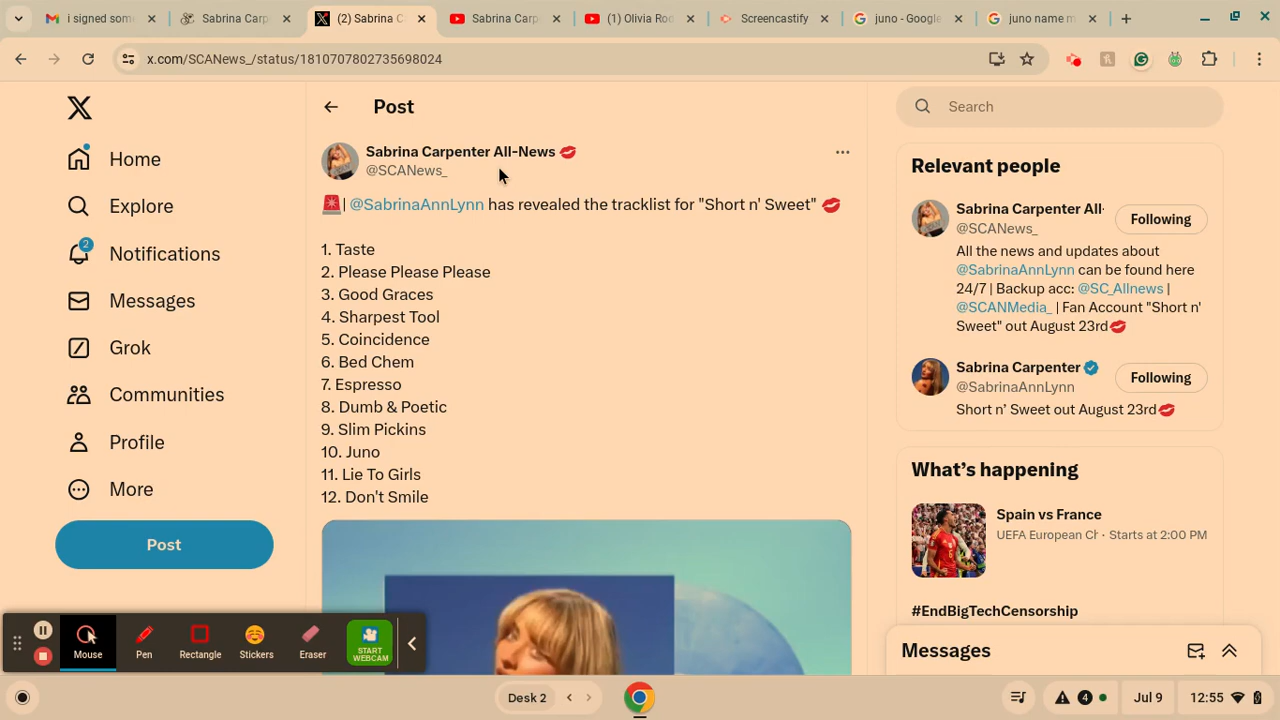 i signed som
Sabrina Carp
(2) Sabrina C
Sabrina Carp
(1) Olivia Ro
Screencastify
juno - Google
juno name m
x.com/SCANews_/status/1810707802735698024
Post
Search
Sabrina Carpenter All-News 💋
@SCANews_
🚨| @SabrinaAnnLynn has revealed the tracklist for "Short n' Sweet" 💋
1. Taste
2. Please Please Please
3. Good Graces
4. Sharpest Tool
5. Coincidence
6. Bed Chem
7. Espresso
8. Dumb & Poetic
9. Slim Pickins
10. Juno
11. Lie To Girls
12. Don't Smile
Home
Explore
2
Notifications
Messages
Grok
Communities
Profile
More
Post
Relevant people
Sabrina Carpenter All-
Following
@SCANews_
All the news and updates about
@SabrinaAnnLynn can be found here
24/7 | Backup acc: @SC_Allnews |
@SCANMedia_ | Fan Account "Short n'
Sweet" out August 23rd💋
Sabrina Carpenter
Following
@SabrinaAnnLynn
Short n' Sweet out August 23rd💋
What's happening
Spain vs France
UEFA European Ch · Starts at 2:00 PM
#EndBigTechCensorship
Messages
Mouse
Pen
Rectangle
Stickers
Eraser
START
WEBCAM
Desk 2
4
Jul 9
12:55